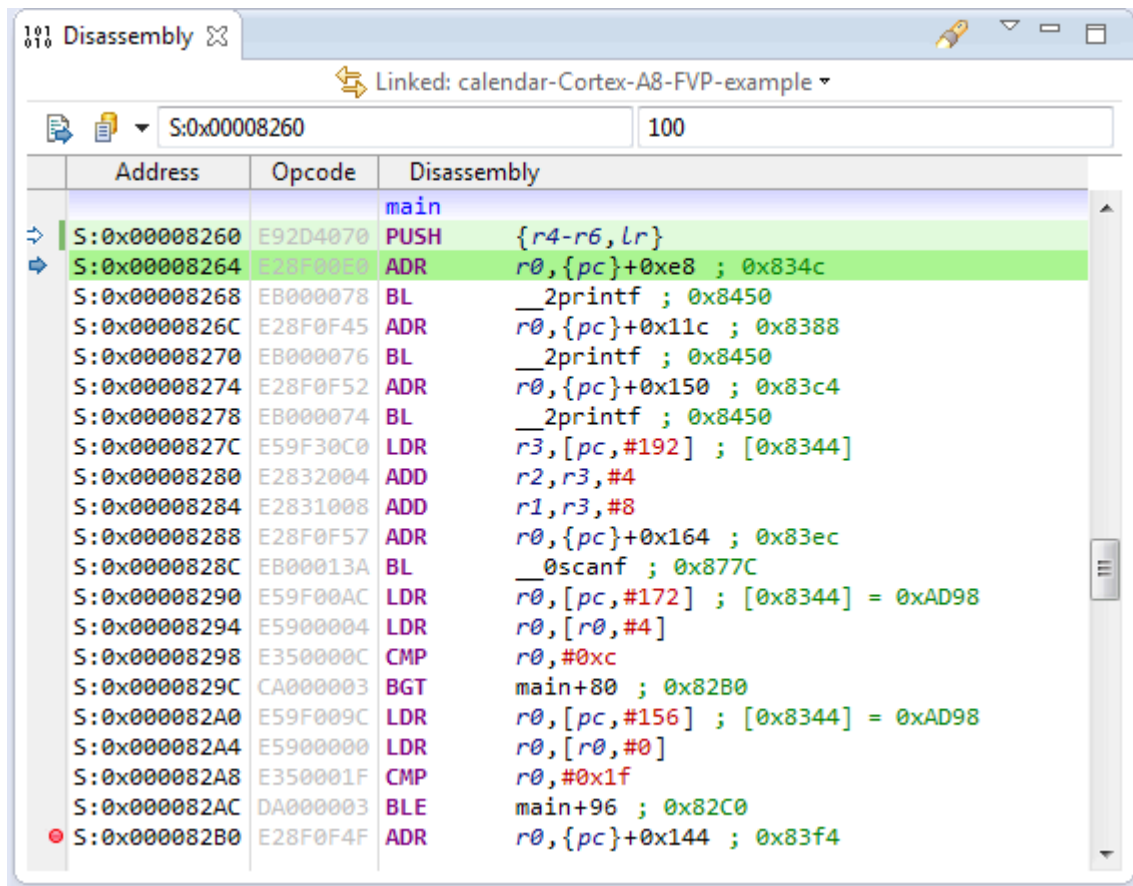 Disassembly
Linked: calendar-Cortex-A8-FVP-example
S:0x00008260 100
Address Opcode Disassembly
main
S:0x00008260 E92D4070 PUSH {r4-r6,lr}
S:0x00008264 E28F00E0 ADR r0,{pc}+0xe8 ; 0x834c
S:0x00008268 EB000078 BL __2printf ; 0x8450
S:0x0000826C E28F0F45 ADR r0,{pc}+0x11c ; 0x8388
S:0x00008270 EB000076 BL __2printf ; 0x8450
S:0x00008274 E28F0F52 ADR r0,{pc}+0x150 ; 0x83c4
S:0x00008278 EB000074 BL __2printf ; 0x8450
S:0x0000827C E59F30C0 LDR r3,[pc,#192] ; [0x8344]
S:0x00008280 E2832004 ADD r2,r3,#4
S:0x00008284 E2831008 ADD r1,r3,#8
S:0x00008288 E28F0F57 ADR r0,{pc}+0x164 ; 0x83ec
S:0x0000828C EB00013A BL __0scanf ; 0x877C
S:0x00008290 E59F00AC LDR r0,[pc,#172] ; [0x8344] = 0xAD98
S:0x00008294 E5900004 LDR r0,[r0,#4]
S:0x00008298 E350000C CMP r0,#0xc
S:0x0000829C CA000003 BGT main+80 ; 0x82B0
S:0x000082A0 E59F009C LDR r0,[pc,#156] ; [0x8344] = 0xAD98
S:0x000082A4 E5900000 LDR r0,[r0,#0]
S:0x000082A8 E350001F CMP r0,#0x1f
S:0x000082AC DA000003 BLE main+96 ; 0x82C0
S:0x000082B0 E28F0F4F ADR r0,{pc}+0x144 ; 0x83f4